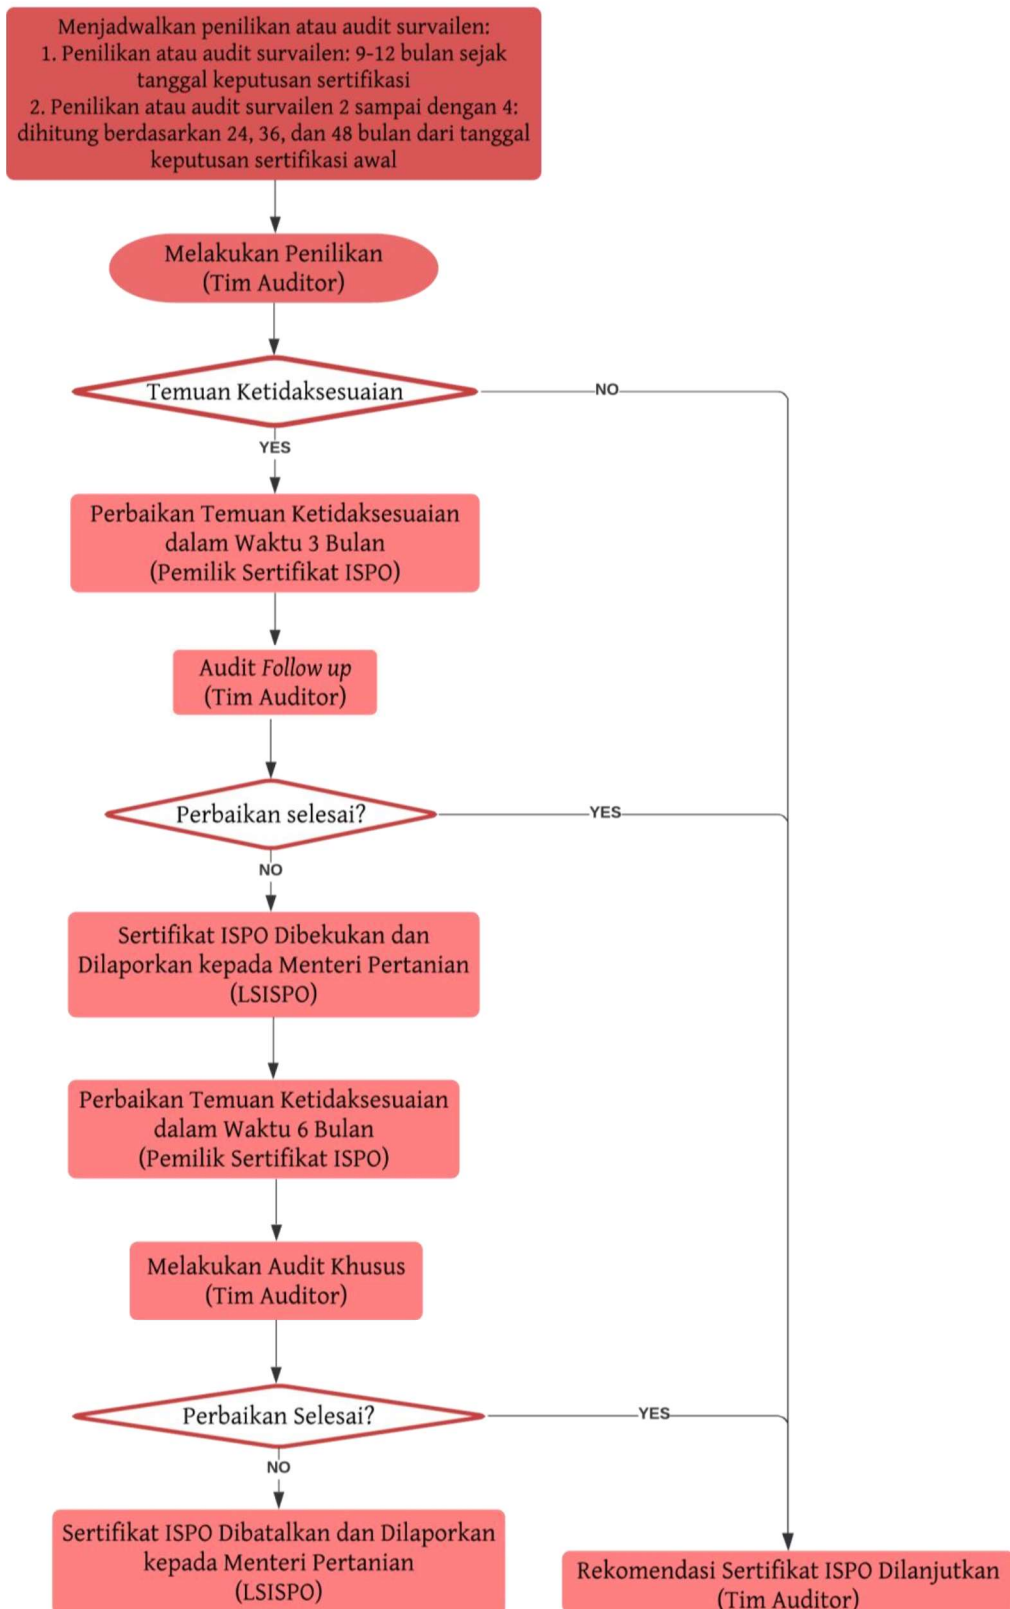 Menjadwalkan penilikan atau audit survailen:
1. Penilikan atau audit survailen: 9-12 bulan sejak
tanggal keputusan sertifikasi
2. Penilikan atau audit survailen 2 sampai dengan 4:
dihitung berdasarkan 24, 36, dan 48 bulan dari tanggal
keputusan sertifikasi awal
Melakukan Penilikan
(Tim Auditor)
Temuan Ketidaksesuaian
NO
YES
Perbaikan Temuan Ketidaksesuaian
dalam Waktu 3 Bulan
(Pemilik Sertifikat ISPO)
Audit Follow up
(Tim Auditor)
Perbaikan selesai?
YES
NO
Sertifikat ISPO Dibekukan dan
Dilaporkan kepada Menteri Pertanian
(LSISPO)
Perbaikan Temuan Ketidaksesuaian
dalam Waktu 6 Bulan
(Pemilik Sertifikat ISPO)
Melakukan Audit Khusus
(Tim Auditor)
Perbaikan Selesai?
YES
NO
Sertifikat ISPO Dibatalkan dan Dilaporkan
kepada Menteri Pertanian
(LSISPO)
Rekomendasi Sertifikat ISPO Dilanjutkan
(Tim Auditor)